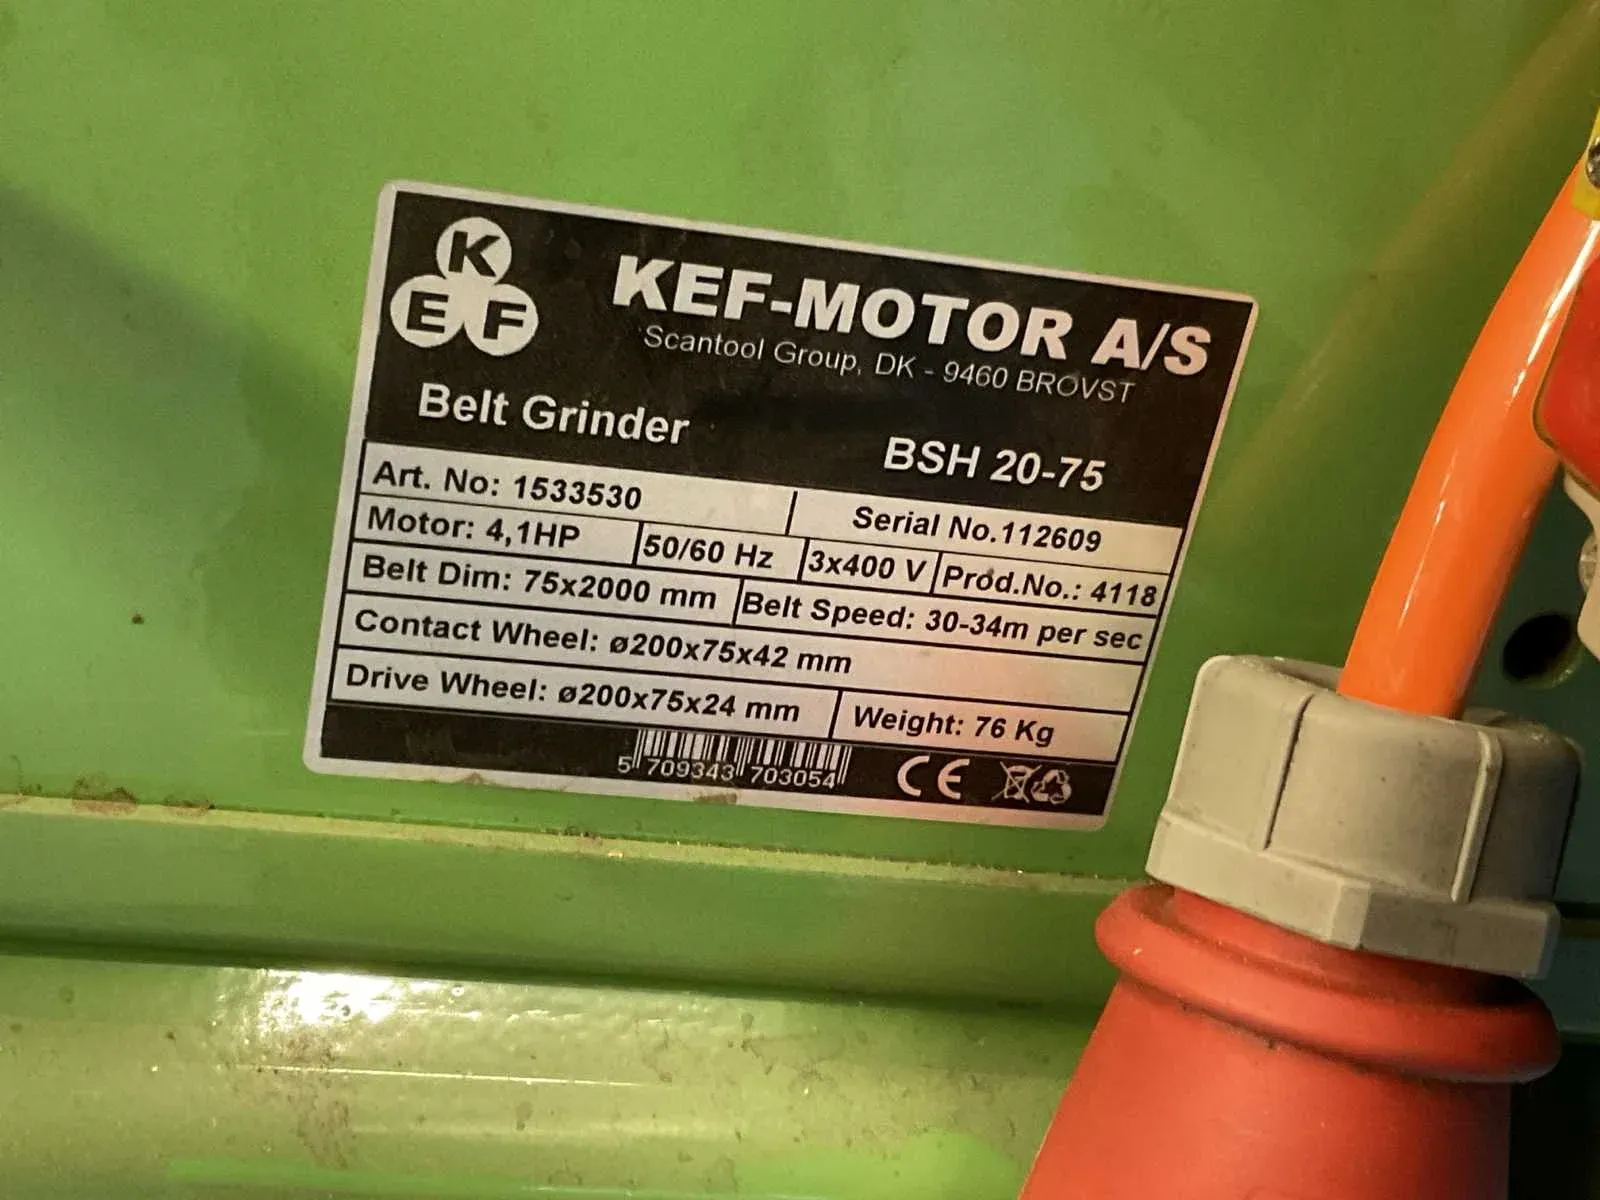 K
E F
KEF-MOTOR A/S
Scantool Group, DK - 9460 BROVST
Belt Grinder BSH 20-75
Art. No: 1533530 Serial No.112609
Motor: 4,1HP 50/60 Hz 3x400 V Prod.No.: 4118
Belt Dim: 75x2000 mm Belt Speed: 30-34m per sec
Contact Wheel: ø200x75x42 mm
Drive Wheel: ø200x75x24 mm Weight: 76 Kg
5 709343 703054 CE